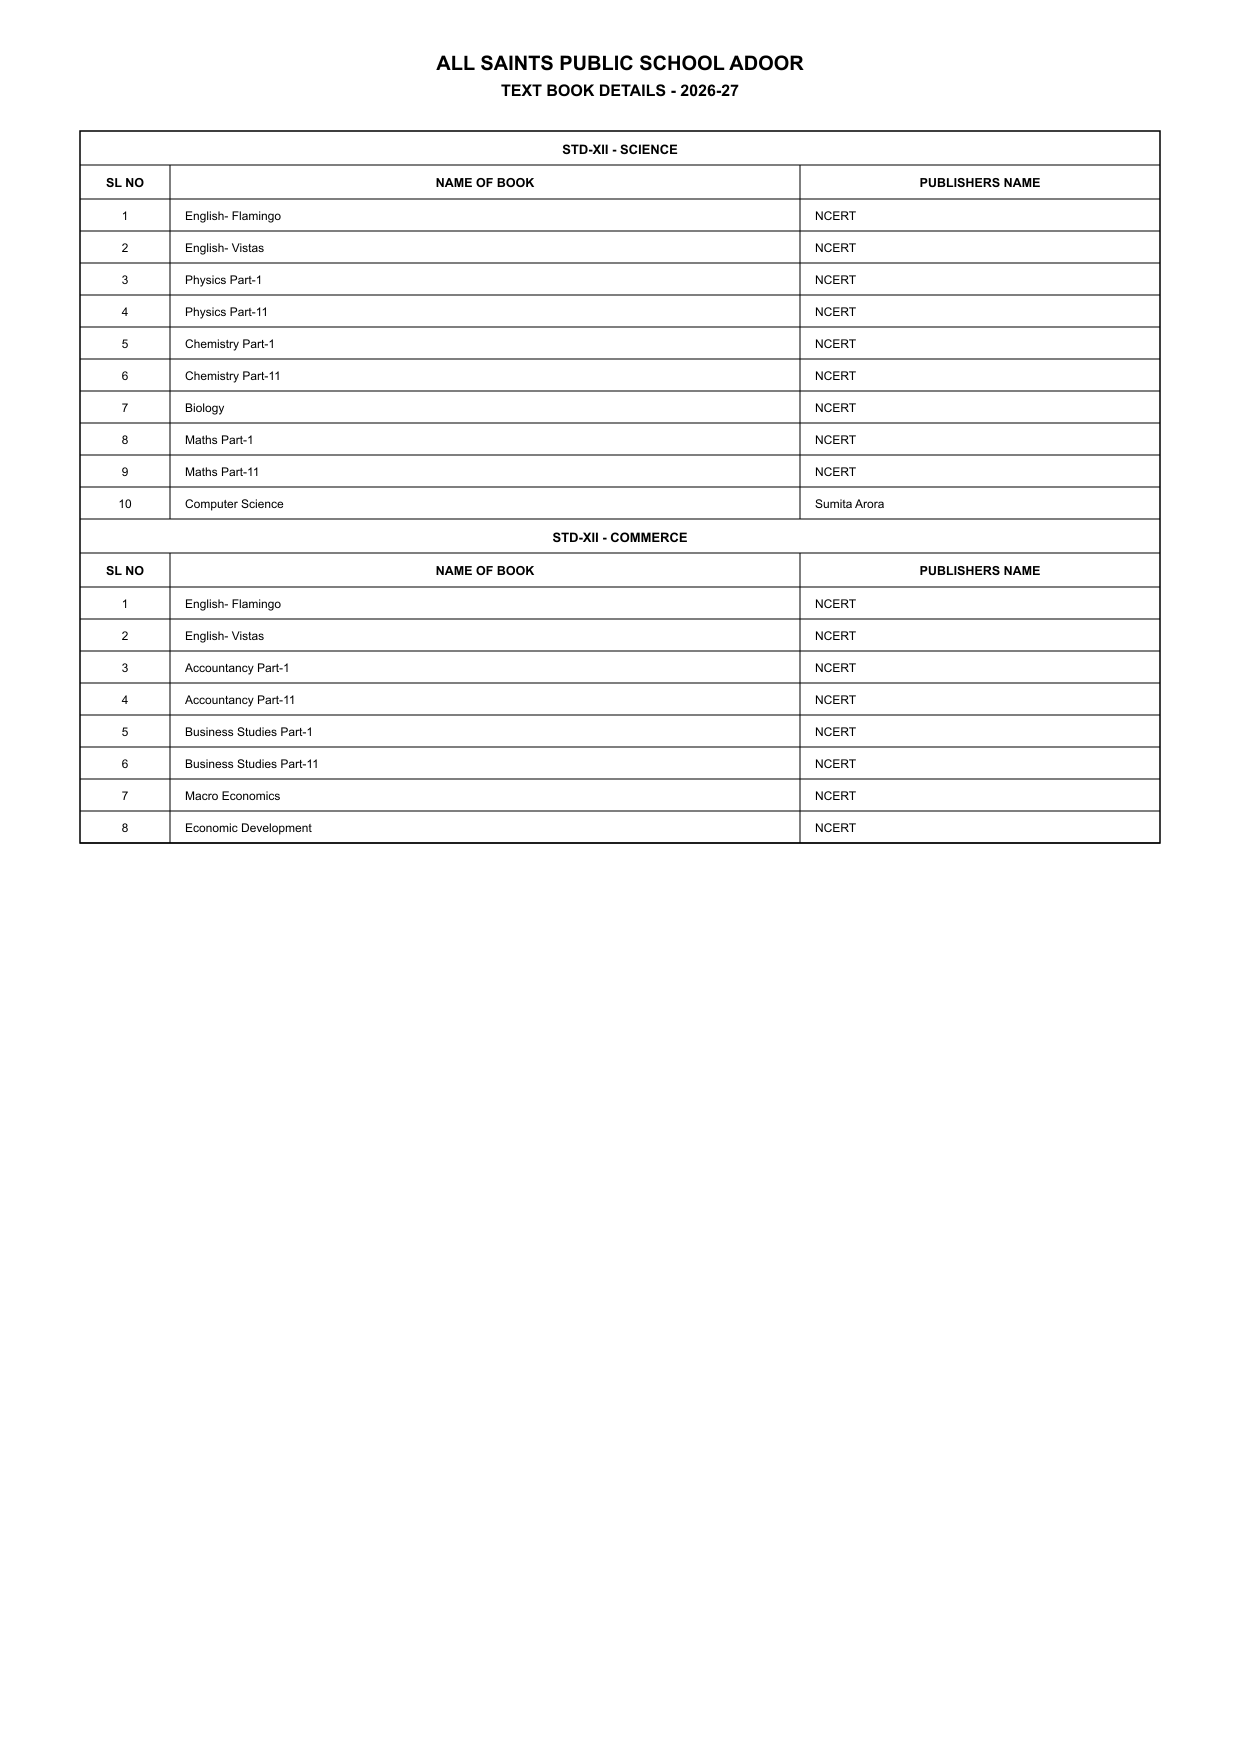 ALL SAINTS PUBLIC SCHOOL ADOOR
TEXT BOOK DETAILS - 2026-27
STD-XII - SCIENCE
SL NO NAME OF BOOK PUBLISHERS NAME
1 English- Flamingo NCERT
2 English- Vistas NCERT
3 Physics Part-1 NCERT
4 Physics Part-11 NCERT
5 Chemistry Part-1 NCERT
6 Chemistry Part-11 NCERT
7 Biology NCERT
8 Maths Part-1 NCERT
9 Maths Part-11 NCERT
10 Computer Science Sumita Arora
STD-XII - COMMERCE
SL NO NAME OF BOOK PUBLISHERS NAME
1 English- Flamingo NCERT
2 English- Vistas NCERT
3 Accountancy Part-1 NCERT
4 Accountancy Part-11 NCERT
5 Business Studies Part-1 NCERT
6 Business Studies Part-11 NCERT
7 Macro Economics NCERT
8 Economic Development NCERT